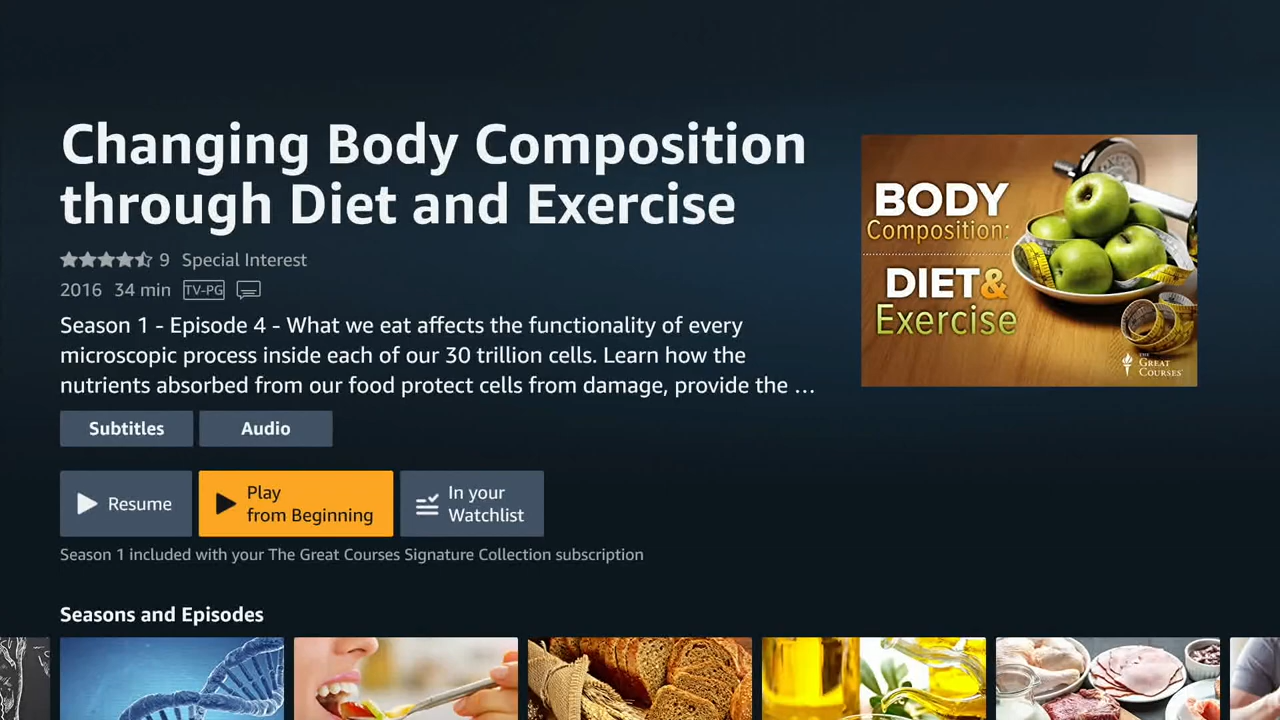 Changing Body Composition
through Diet and Exercise
9 Special Interest
2016 34 min TV-PG
Season 1 - Episode 4 - What we eat affects the functionality of every
microscopic process inside each of our 30 trillion cells. Learn how the
nutrients absorbed from our food protect cells from damage, provide the …
Subtitles Audio
Resume
Play
from Beginning
In your
Watchlist
Season 1 included with your The Great Courses Signature Collection subscription
Seasons and Episodes
BODY
Composition:
DIET&
Exercise
THE
GREAT
COURSES